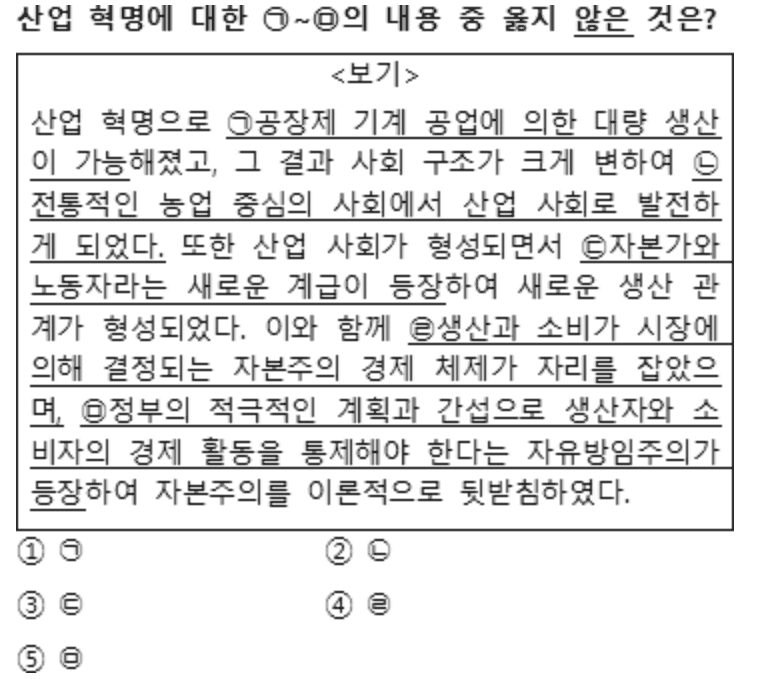 산업 혁명에 대한 ㉠~㉤의 내용 중 옳지 않은 것은?
<보기>
산업 혁명으로 ㉠공장제 기계 공업에 의한 대량 생산
이 가능해졌고, 그 결과 사회 구조가 크게 변하여 ㉡
전통적인 농업 중심의 사회에서 산업 사회로 발전하
게 되었다. 또한 산업 사회가 형성되면서 ㉢자본가와
노동자라는 새로운 계급이 등장하여 새로운 생산 관
계가 형성되었다. 이와 함께 ㉣생산과 소비가 시장에
의해 결정되는 자본주의 경제 체제가 자리를 잡았으
며, ㉤정부의 적극적인 계획과 간섭으로 생산자와 소
비자의 경제 활동을 통제해야 한다는 자유방임주의가
등장하여 자본주의를 이론적으로 뒷받침하였다.
① ㉠ ② ㉡
③ ㉢ ④ ㉣
⑤ ㉤